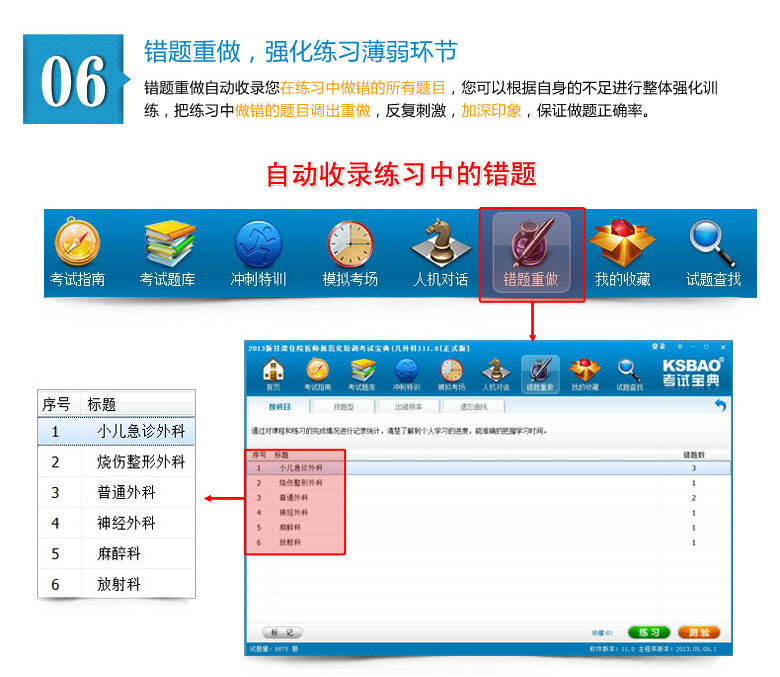 06
错题重做，强化练习薄弱环节
错题重做自动收录您在练习中做错的所有题目，您可以根据自身的不足进行整体强化训
练，把练习中做错的题目调出重做，反复刺激，加深印象，保证做题正确率。
自动收录练习中的错题
考试指南 考试题库 冲刺特训 模拟考场 人机对话 错题重做 我的收藏 试题查找
2013版甘肃住院医师规范化培训考试宝典(儿外科)11.0[正式版]
登录
首页 考试指南 考试题库 冲刺特训 模拟考场 人机对话 错题重做 我的收藏 试题查找
KSBAO®
考试宝典
按科目 按题型 出错频率 遗忘曲线
通过对课程和练习的完成情况进行记录统计，清楚了解到个人学习的进度，能准确的把握学习时间。
序号 标题 错题数
1 小儿急诊外科 3
2 烧伤整形外科 1
3 普通外科 2
4 神经外科 1
5 麻醉科 1
6 放射科 1
标 记
练 习 测 验
试题量：9875 题
软件版本：11.0 主程序版本：2013.05.09.1
序号 标题
1 小儿急诊外科
2 烧伤整形外科
3 普通外科
4 神经外科
5 麻醉科
6 放射科